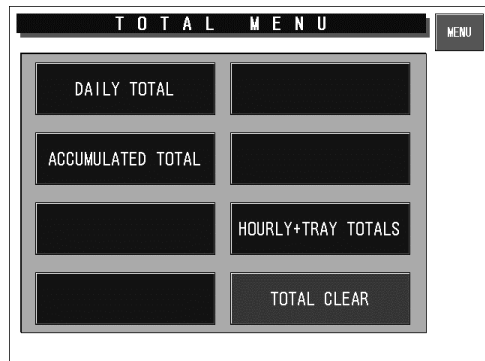 TOTAL MENU
MENU
DAILY TOTAL
ACCUMULATED TOTAL
HOURLY+TRAY TOTALS
TOTAL CLEAR